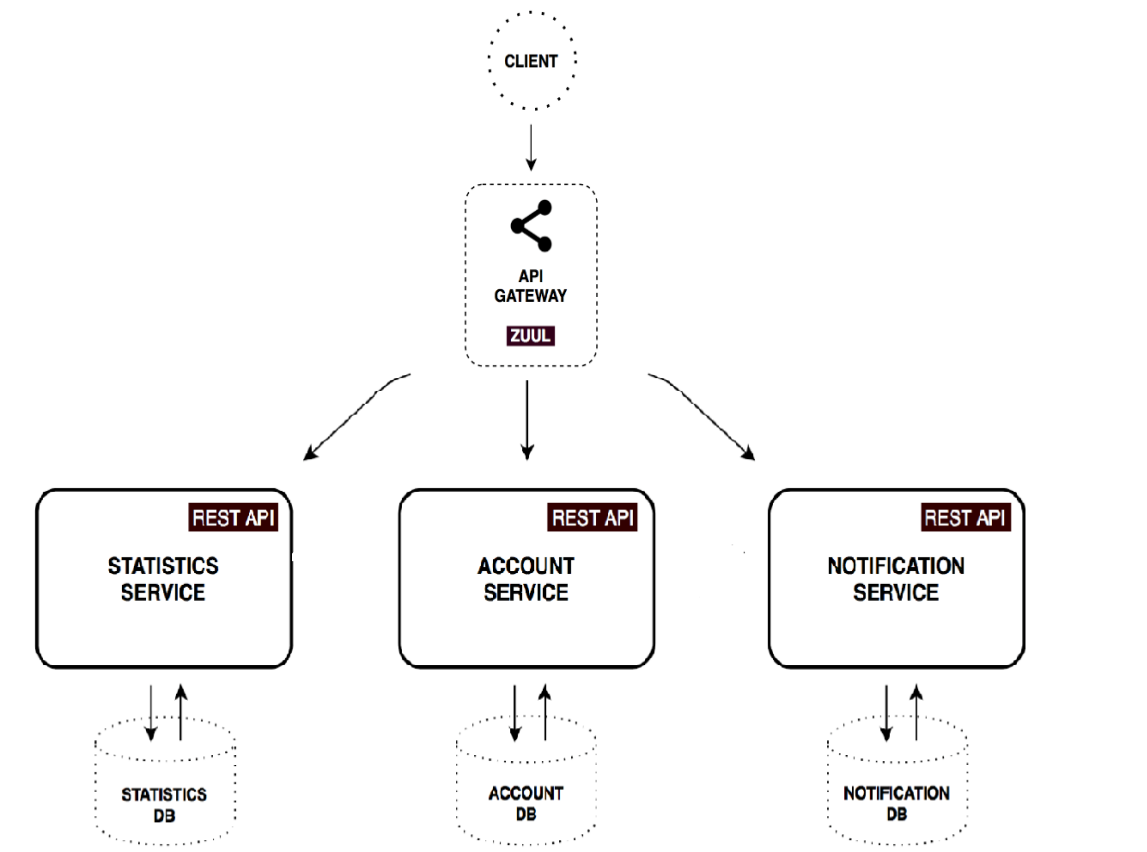 CLIENT
API
GATEWAY
ZUUL
REST API
STATISTICS
SERVICE
REST API
ACCOUNT
SERVICE
REST API
NOTIFICATION
SERVICE
STATISTICS
DB
ACCOUNT
DB
NOTIFICATION
DB